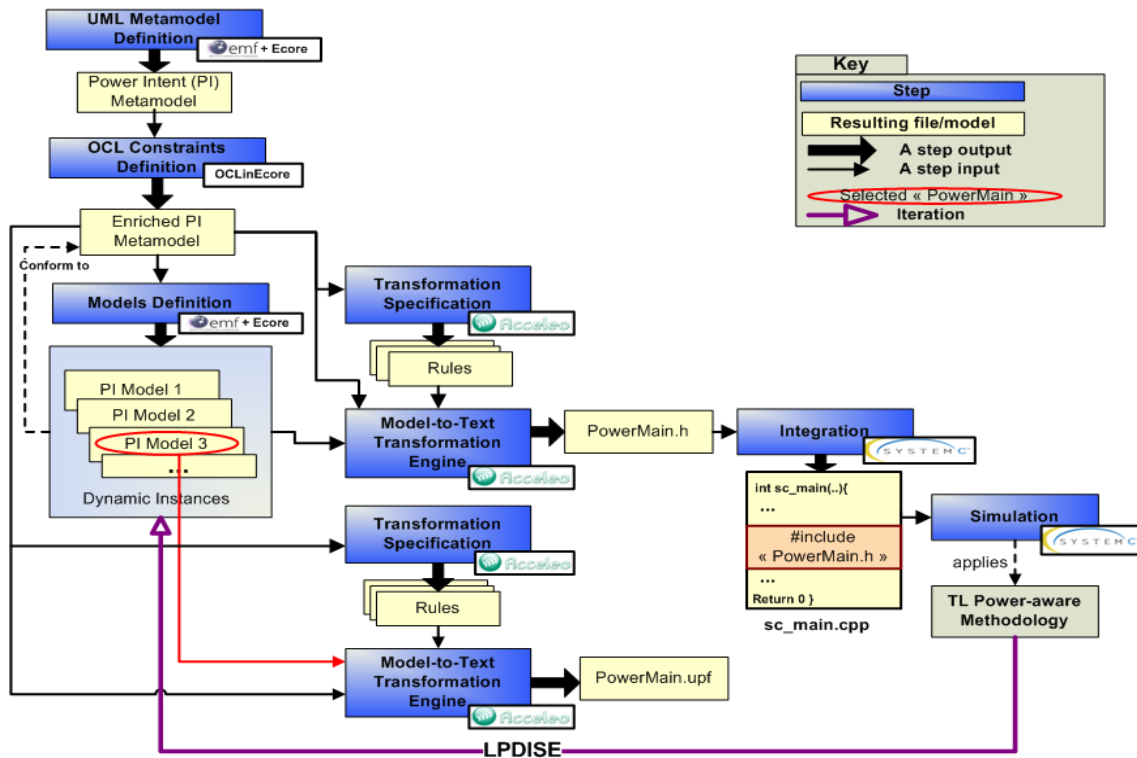 UML Metamodel
Definition
emf + Ecore
Power Intent (PI)
Metamodel
OCL Constraints
Definition
OCLinEcore
Enriched PI
Metamodel
Conform to
Models Definition
emf + Ecore
PI Model 1
PI Model 2
PI Model 3
...
Dynamic Instances
Transformation
Specification
Acceleo
Rules
Model-to-Text
Transformation
Engine
Acceleo
PowerMain.h
Integration
SYSTEM C
int sc_main(..){
...
#include
« PowerMain.h »
...
Return 0 }
sc_main.cpp
Simulation
SYSTEM C
applies
TL Power-aware
Methodology
Transformation
Specification
Acceleo
Rules
Model-to-Text
Transformation
Engine
Acceleo
PowerMain.upf
LPDISE
Key
Step
Resulting file/model
A step output
A step input
Selected « PowerMain »
Iteration